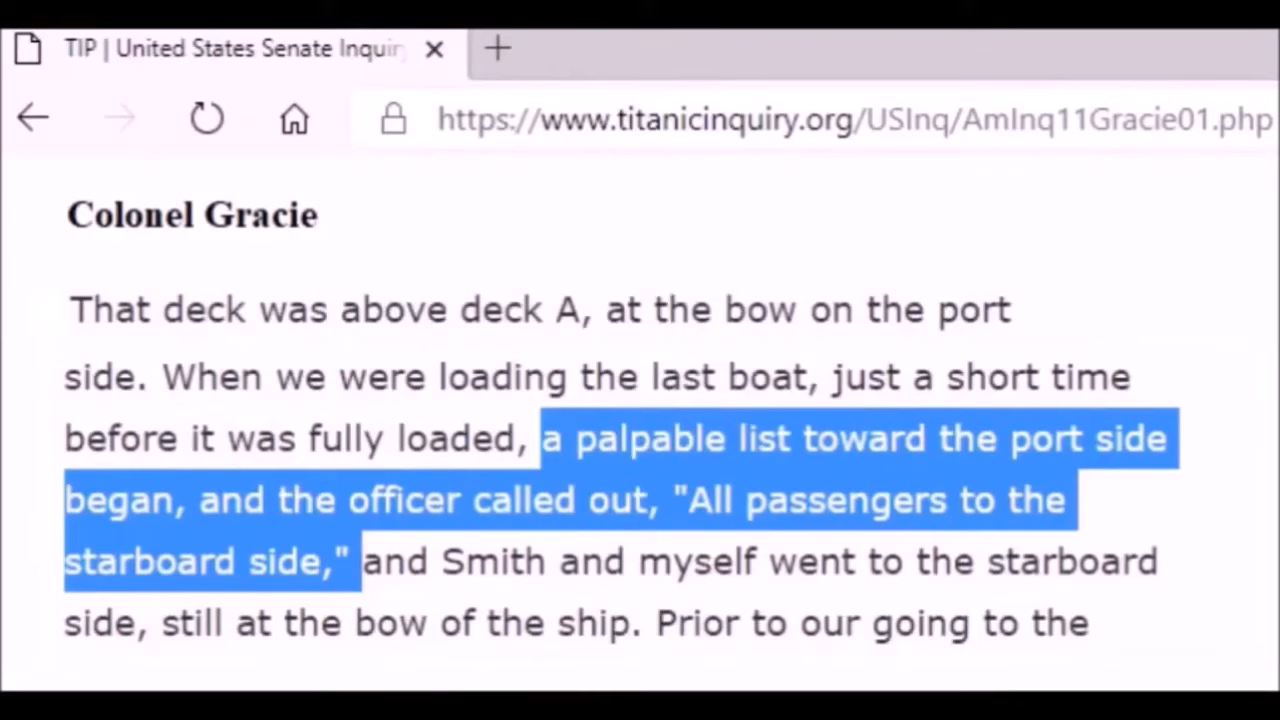 TIP | United States Senate Inquir
https://www.titanicinquiry.org/USInq/AmInq11Gracie01.php
Colonel Gracie
That deck was above deck A, at the bow on the port
side. When we were loading the last boat, just a short time
before it was fully loaded, a palpable list toward the port side
began, and the officer called out, "All passengers to the
starboard side," and Smith and myself went to the starboard
side, still at the bow of the ship. Prior to our going to the